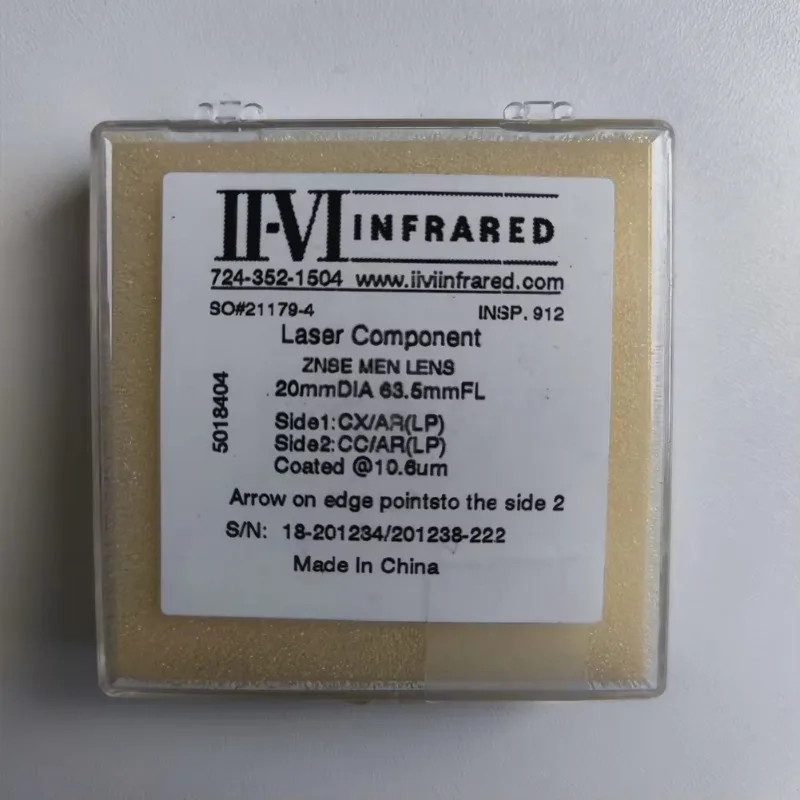 II-VI INFRARED
724-352-1504 www.iiviinfrared.com
SO#21179-4 INSP. 912
Laser Component
ZNSE MEN LENS
20mmDIA 63.5mmFL
5018404
Side1:CX/AR(LP)
Side2:CC/AR(LP)
Coated @10.6um
Arrow on edge pointsto the side 2
S/N: 18-201234/201238-222
Made In China